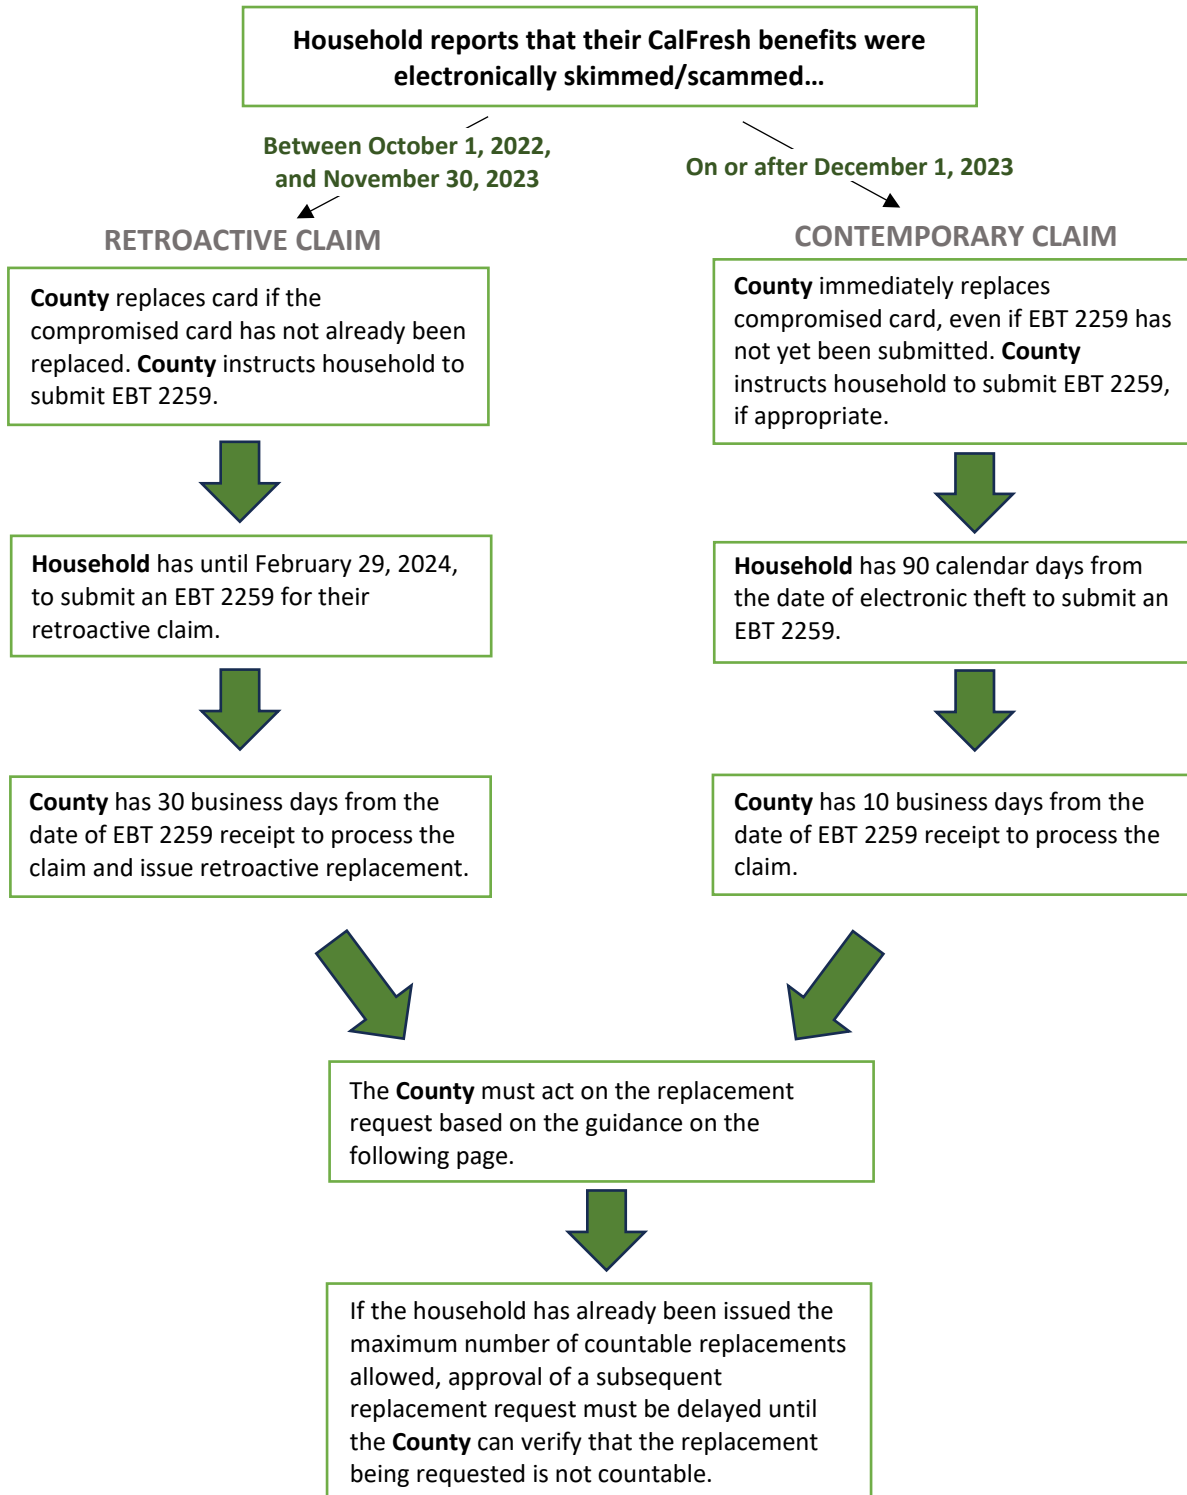 Household reports that their CalFresh benefits were
electronically skimmed/scammed…
Between October 1, 2022,
and November 30, 2023
On or after December 1, 2023
RETROACTIVE CLAIM
CONTEMPORARY CLAIM
County replaces card if the
compromised card has not already been
replaced. County instructs household to
submit EBT 2259.
County immediately replaces
compromised card, even if EBT 2259 has
not yet been submitted. County
instructs household to submit EBT 2259,
if appropriate.
Household has until February 29, 2024,
to submit an EBT 2259 for their
retroactive claim.
Household has 90 calendar days from
the date of electronic theft to submit an
EBT 2259.
County has 30 business days from the
date of EBT 2259 receipt to process the
claim and issue retroactive replacement.
County has 10 business days from the
date of EBT 2259 receipt to process the
claim.
The County must act on the replacement
request based on the guidance on the
following page.
If the household has already been issued the
maximum number of countable replacements
allowed, approval of a subsequent
replacement request must be delayed until
the County can verify that the replacement
being requested is not countable.